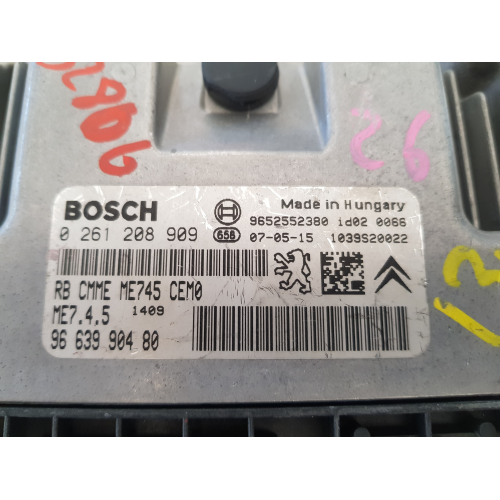 26
BOSCH
Made in Hungary
9652552380 id02 0066
0 261 208 909 656 07-05-15 1039S20022
RB CMME ME745 CEM0
ME7.4.5 1409
96 639 904 80